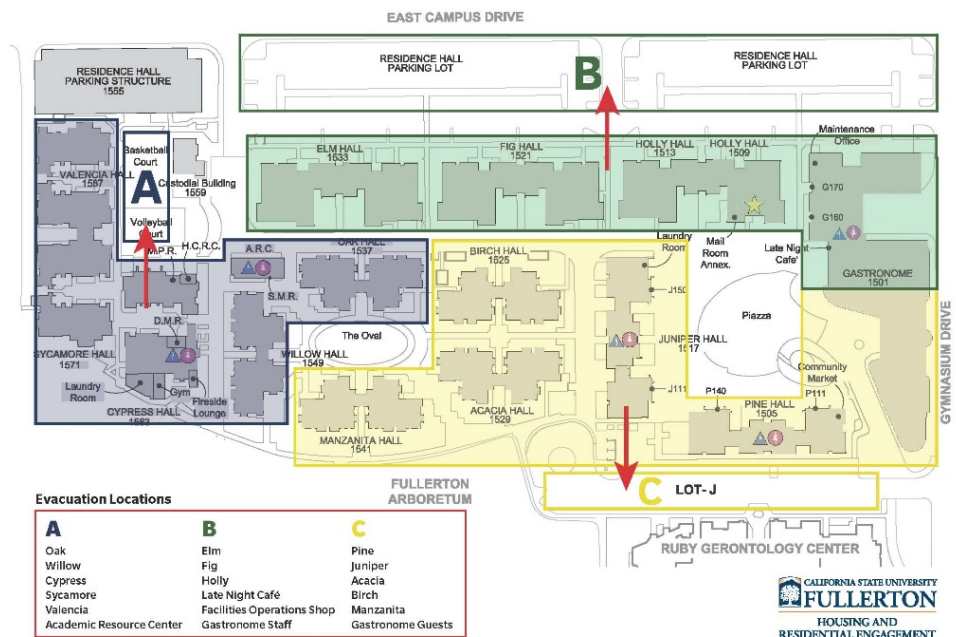 EAST CAMPUS DRIVE
RESIDENCE HALL
PARKING STRUCTURE
1555
RESIDENCE HALL
PARKING LOT
B
RESIDENCE HALL
PARKING LOT
Maintenance
Office
Basketball
Court
VALENCIA HALL
1567
A
Custodial Building
1559
Volleyball
Court
ELM HALL
1533
FIG HALL
1521
HOLLY HALL
1513
HOLLY HALL
1509
G170
G160
M.P.R.
H.C.R.C.
A.R.C.
OAK HALL
1537
S.M.R.
BIRCH HALL
1525
Laundry
Room
Mail
Room
Annex.
Late Night
Cafe'
GASTRONOME
1501
J150
Piazza
D.M.R.
The Oval
SYCAMORE HALL
1571
WILLOW HALL
1549
JUNIPER HALL
1517
Laundry
Room
Gym
Fireside
Lounge
CYPRESS HALL
ACACIA HALL
1529
J111
Community
Market
P140
P111
PINE HALL
1505
GYMNASIUM DRIVE
MANZANITA HALL
1541
FULLERTON
ARBORETUM
C LOT-J
RUBY GERONTOLOGY CENTER
Evacuation Locations
A B C
Oak Elm Pine
Willow Fig Juniper
Cypress Holly Acacia
Sycamore Late Night Café Birch
Valencia Facilities Operations Shop Manzanita
Academic Resource Center Gastronome Staff Gastronome Guests
CALIFORNIA STATE UNIVERSITY
FULLERTON
HOUSING AND
RESIDENTIAL ENGAGEMENT